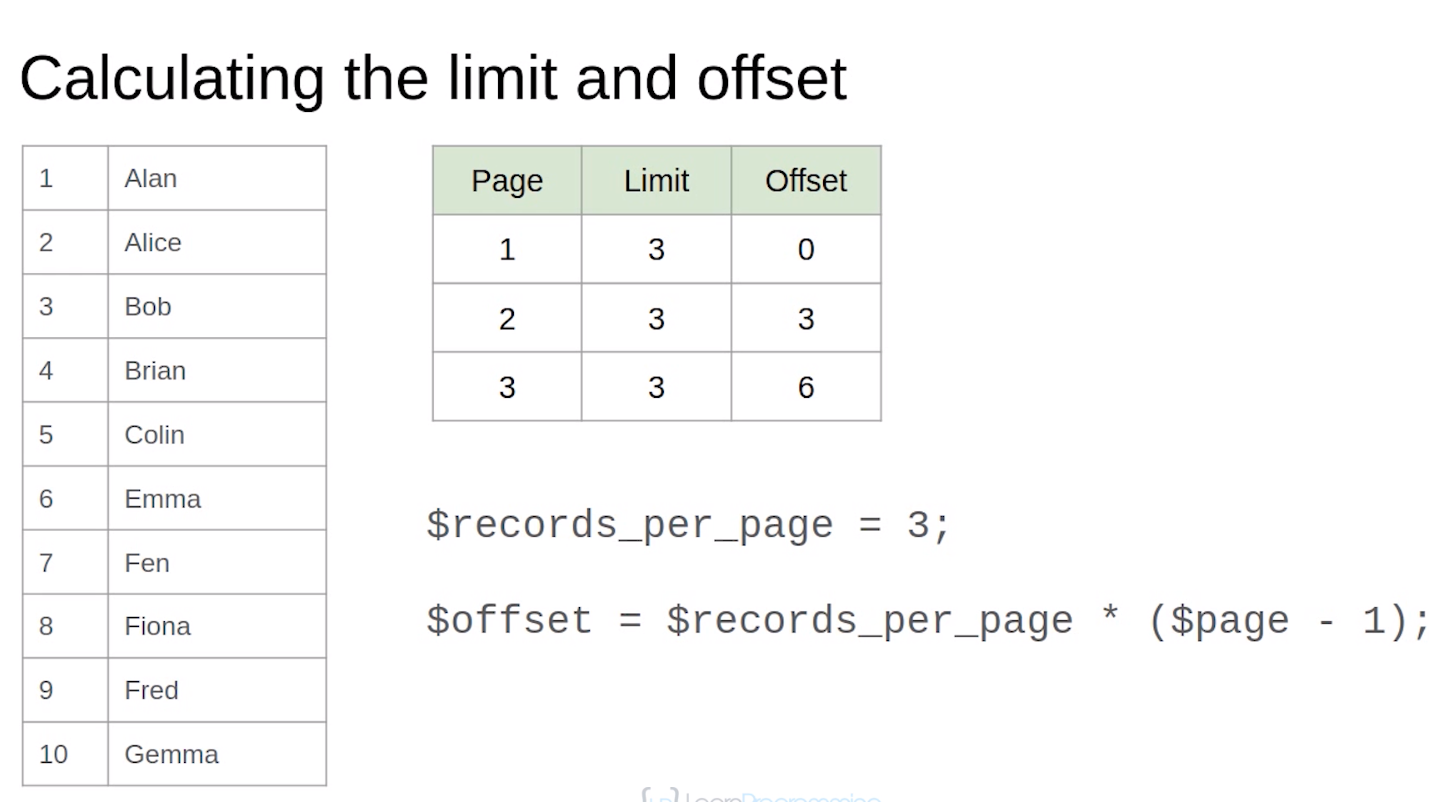 Calculating the limit and offset
1 Alan
2 Alice
3 Bob
4 Brian
5 Colin
6 Emma
7 Fen
8 Fiona
9 Fred
10 Gemma
Page Limit Offset
1 3 0
2 3 3
3 3 6
$records_per_page = 3;
$offset = $records_per_page * ($page - 1);